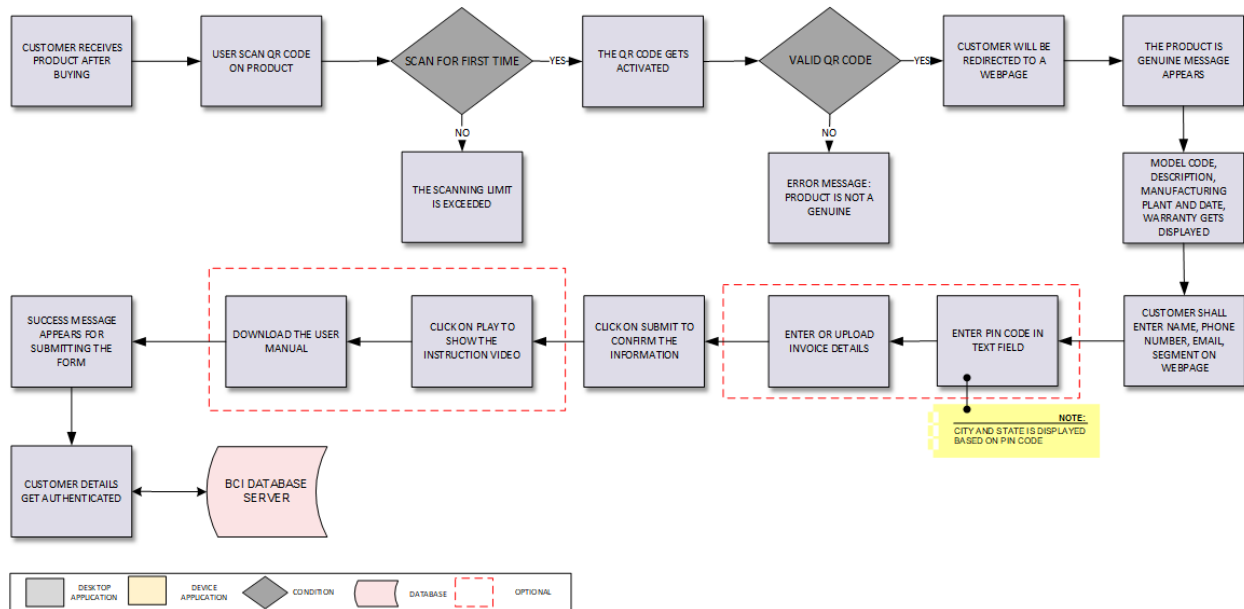 CUSTOMER RECEIVES
PRODUCT AFTER
BUYING
USER SCAN QR CODE
ON PRODUCT
SCAN FOR FIRST TIME
YES
NO
THE SCANNING LIMIT
IS EXCEEDED
THE QR CODE GETS
ACTIVATED
VALID QR CODE
YES
NO
ERROR MESSAGE:
PRODUCT IS NOT A
GENUINE
CUSTOMER WILL BE
REDIRECTED TO A
WEBPAGE
THE PRODUCT IS
GENUINE MESSAGE
APPEARS
MODEL CODE,
DESCRIPTION,
MANUFACTURING
PLANT AND DATE,
WARRANTY GETS
DISPLAYED
CUSTOMER SHALL
ENTER NAME, PHONE
NUMBER, EMAIL,
SEGMENT ON
WEBPAGE
ENTER PIN CODE IN
TEXT FIELD
NOTE:
CITY AND STATE IS DISPLAYED
BASED ON PIN CODE
ENTER OR UPLOAD
INVOICE DETAILS
CLICK ON SUBMIT TO
CONFIRM THE
INFORMATION
CLICK ON PLAY TO
SHOW THE
INSTRUCTION VIDEO
DOWNLOAD THE USER
MANUAL
SUCCESS MESSAGE
APPEARS FOR
SUBMITTING THE
FORM
CUSTOMER DETAILS
GET AUTHENTICATED
BCI DATABASE
SERVER
DESKTOP
APPLICATION
DEVICE
APPLICATION
CONDITION
DATABASE
OPTIONAL